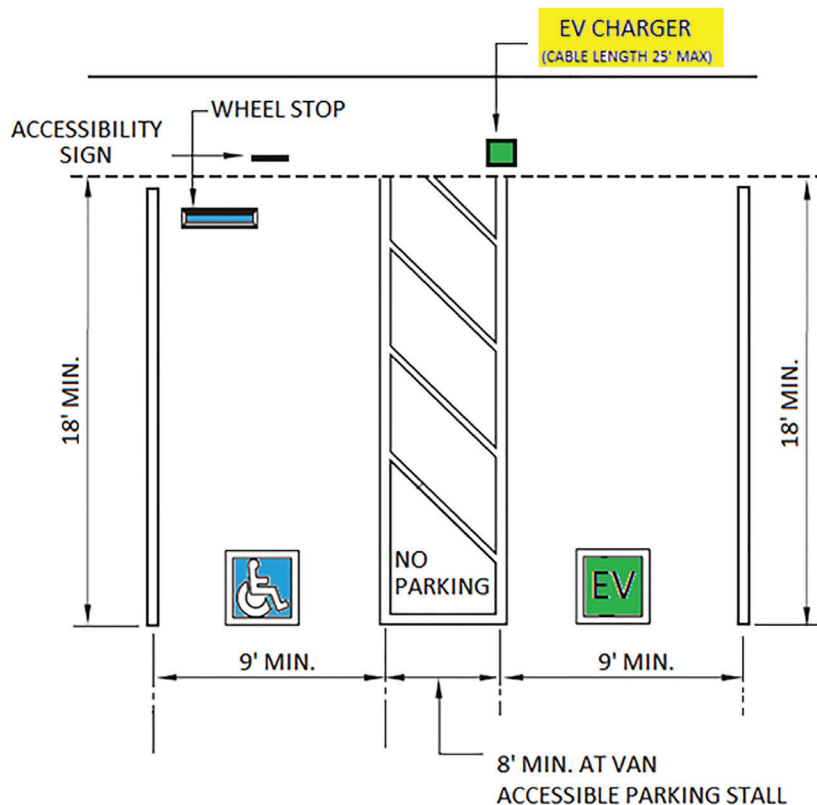 EV CHARGER
(CABLE LENGTH 25' MAX)
WHEEL STOP
ACCESSIBILITY
SIGN
18' MIN.
18' MIN.
NO
PARKING
EV
9' MIN.
9' MIN.
8' MIN. AT VAN
ACCESSIBLE PARKING STALL